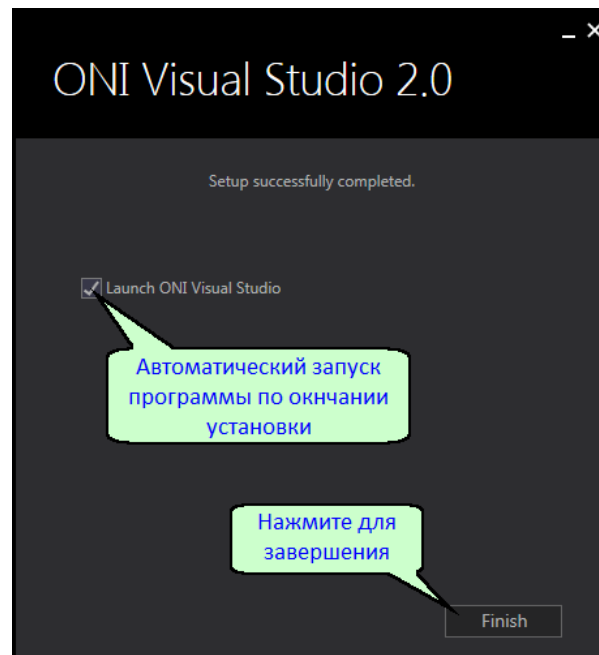 ONI Visual Studio 2.0
Setup successfully completed.
Launch ONI Visual Studio
Автоматический запуск
программы по окнчании
установки
Нажмите для
завершения
Finish